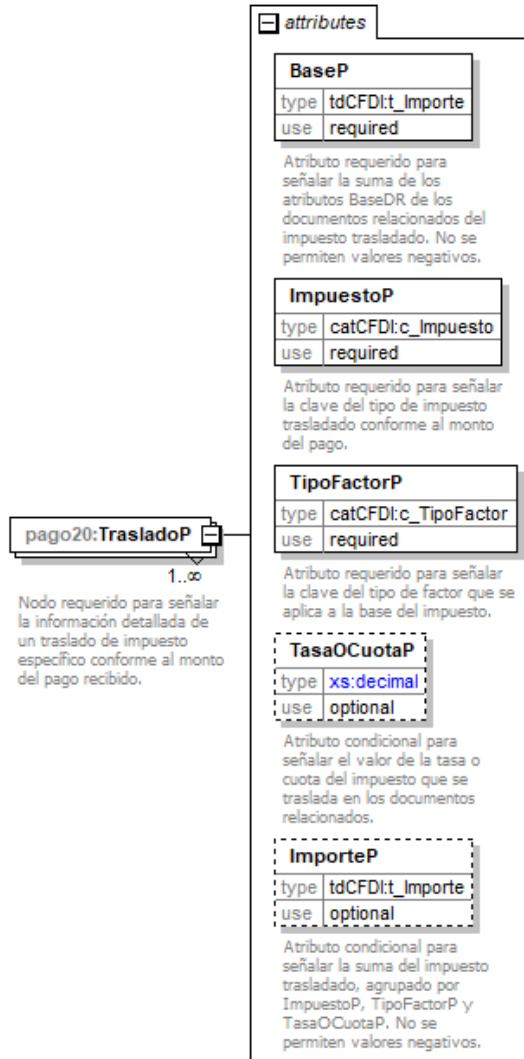 attributes
BaseP
type tdCFDI:t_Importe
use required
Atributo requerido para
señalar la suma de los
atributos BaseDR de los
documentos relacionados del
impuesto trasladado. No se
permiten valores negativos.
ImpuestoP
type catCFDI:c_Impuesto
use required
Atributo requerido para señalar
la clave del tipo de impuesto
trasladado conforme al monto
del pago.
TipoFactorP
type catCFDI:c_TipoFactor
use required
Atributo requerido para señalar
la clave del tipo de factor que se
aplica a la base del impuesto.
pago20:TrasladoP
1..∞
Nodo requerido para señalar
la información detallada de
un traslado de impuesto
específico conforme al monto
del pago recibido.
TasaOCuotaP
type xs:decimal
use optional
Atributo condicional para
señalar el valor de la tasa o
cuota del impuesto que se
traslada en los documentos
relacionados.
ImporteP
type tdCFDI:t_Importe
use optional
Atributo condicional para
señalar la suma del impuesto
trasladado, agrupado por
ImpuestoP, TipoFactorP y
TasaOCuotaP. No se
permiten valores negativos.